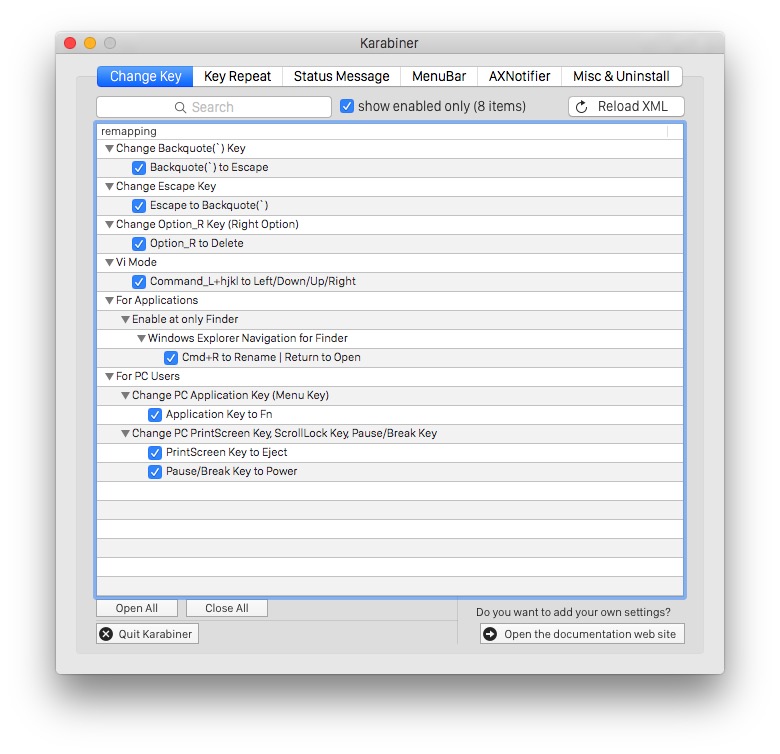 Karabiner
Change Key Key Repeat Status Message MenuBar AXNotifier Misc & Uninstall
Search show enabled only (8 items) Reload XML
remapping
Change Backquote(`) Key
Backquote(`) to Escape
Change Escape Key
Escape to Backquote(`)
Change Option_R Key (Right Option)
Option_R to Delete
Vi Mode
Command_L+hjkl to Left/Down/Up/Right
For Applications
Enable at only Finder
Windows Explorer Navigation for Finder
Cmd+R to Rename | Return to Open
For PC Users
Change PC Application Key (Menu Key)
Application Key to Fn
Change PC PrintScreen Key, ScrollLock Key, Pause/Break Key
PrintScreen Key to Eject
Pause/Break Key to Power
Open All Close All
Do you want to add your own settings?
Quit Karabiner Open the documentation web site